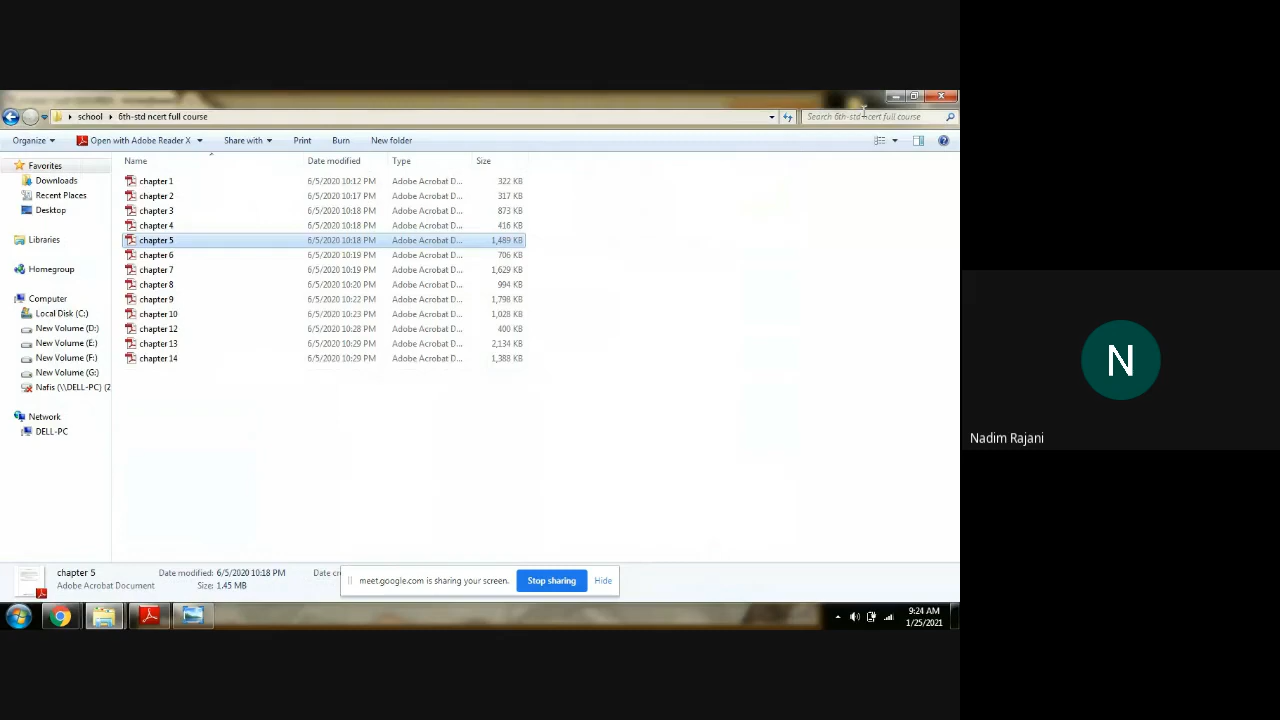 school ▸ 6th-std ncert full course
Search 6th-std ncert full course
Organize Open with Adobe Reader X Share with Print Burn New folder
Name Date modified Type Size
Favorites
Downloads
Recent Places
Desktop
Libraries
Homegroup
Computer
Local Disk (C:)
New Volume (D:)
New Volume (E:)
New Volume (F:)
New Volume (G:)
Nafis (\\DELL-PC) (Z
Network
DELL-PC
chapter 1 6/5/2020 10:12 PM Adobe Acrobat D... 322 KB
chapter 2 6/5/2020 10:17 PM Adobe Acrobat D... 317 KB
chapter 3 6/5/2020 10:18 PM Adobe Acrobat D... 873 KB
chapter 4 6/5/2020 10:18 PM Adobe Acrobat D... 416 KB
chapter 5 6/5/2020 10:18 PM Adobe Acrobat D... 1,489 KB
chapter 6 6/5/2020 10:19 PM Adobe Acrobat D... 706 KB
chapter 7 6/5/2020 10:19 PM Adobe Acrobat D... 1,629 KB
chapter 8 6/5/2020 10:20 PM Adobe Acrobat D... 994 KB
chapter 9 6/5/2020 10:22 PM Adobe Acrobat D... 1,798 KB
chapter 10 6/5/2020 10:23 PM Adobe Acrobat D... 1,028 KB
chapter 12 6/5/2020 10:28 PM Adobe Acrobat D... 400 KB
chapter 13 6/5/2020 10:29 PM Adobe Acrobat D... 2,134 KB
chapter 14 6/5/2020 10:29 PM Adobe Acrobat D... 1,388 KB
chapter 5 Date modified: 6/5/2020 10:18 PM Date cr
Adobe Acrobat Document Size: 1.45 MB
meet.google.com is sharing your screen. Stop sharing Hide
9:24 AM
1/25/2021
N
Nadim Rajani